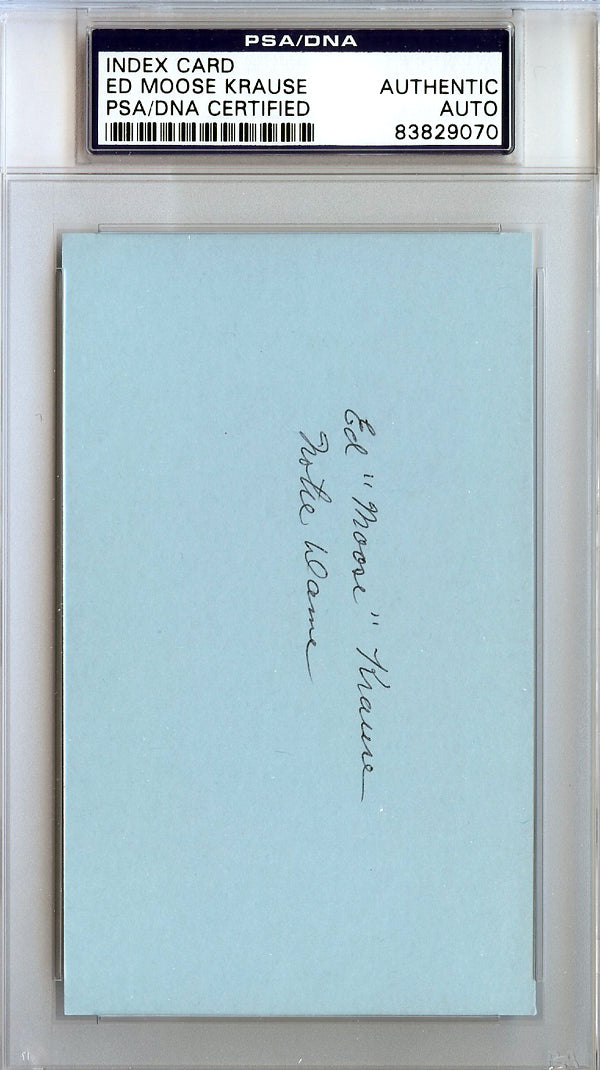 PSA/DNA
INDEX CARD
ED MOOSE KRAUSE
PSA/DNA CERTIFIED
AUTHENTIC
AUTO
83829070
Ed "Moose" Krause
Notre Dame